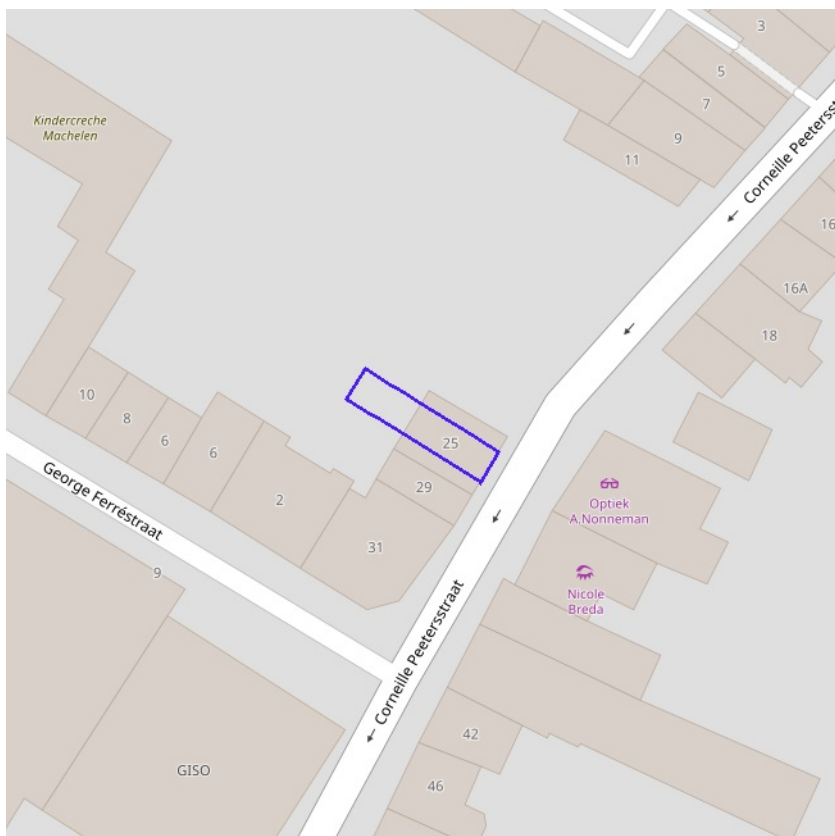 3
Kindercreche
Machelen
5
7
9
11
Corneille Peetersst
16
16A
18
10
8
6
6
2
25
29
31
George Ferréstraat
9
Optiek
A.Nonneman
Nicole
Breda
Corneille Peetersstraat
42
GISO
46